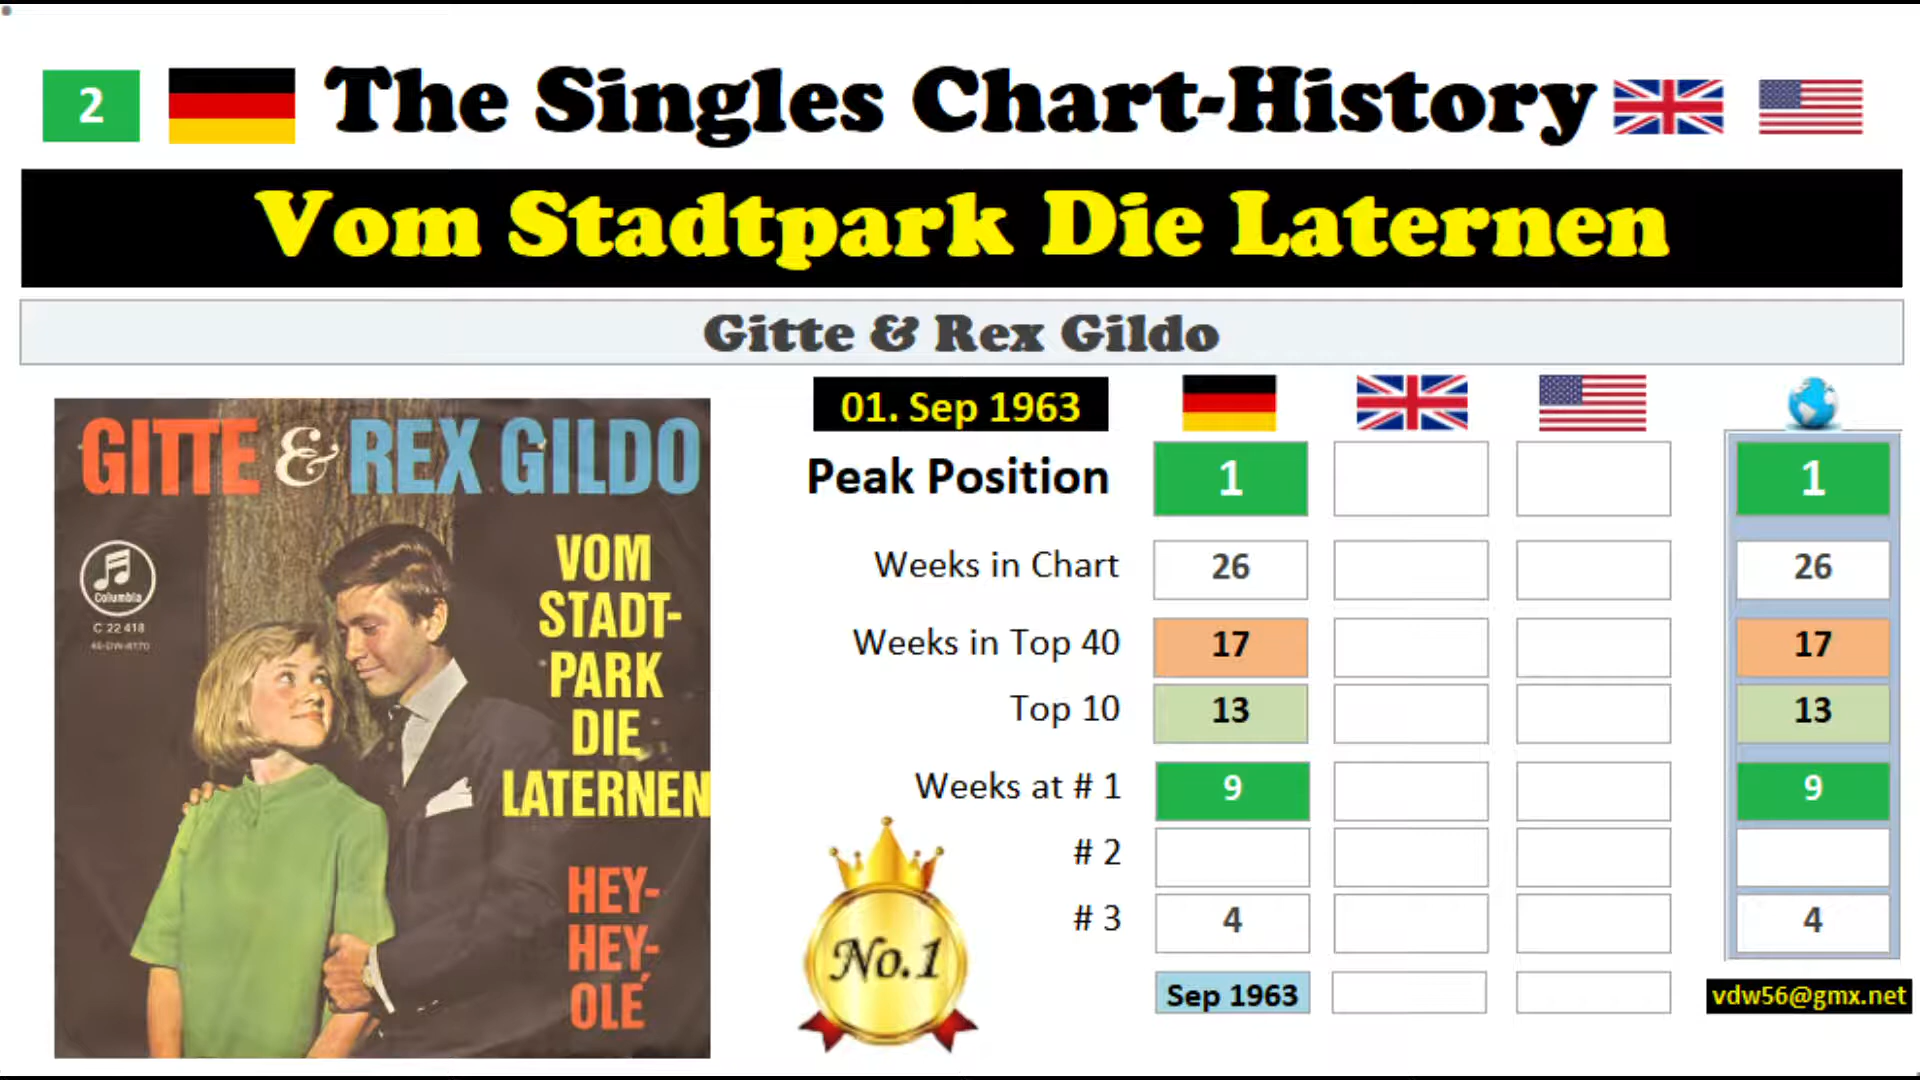 2
The Singles Chart-History
Vom Stadtpark Die Laternen
Gitte & Rex Gildo
GITTE & REX GILDO
Columbia
C 22 418
VOM
STADT-
PARK
DIE
LATERNEN
HEY-
HEY-
OLÉ
01. Sep 1963
Peak Position 1 1
Weeks in Chart 26 26
Weeks in Top 40 17 17
Top 10 13 13
Weeks at # 1 9 9
# 2
# 3 4 4
No.1
Sep 1963
vdw56@gmx.net